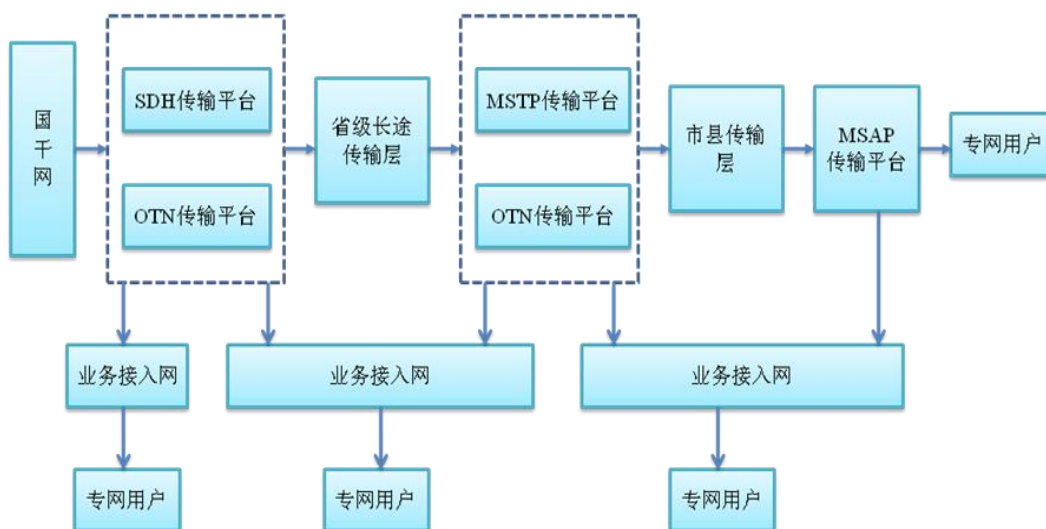 国
干
网
SDH传输平台
OTN传输平台
省级长途
传输层
MSTP传输平台
OTN传输平台
市县传输
层
MSAP
传输平台
专网用户
业务接入网
业务接入网
业务接入网
专网用户
专网用户
专网用户